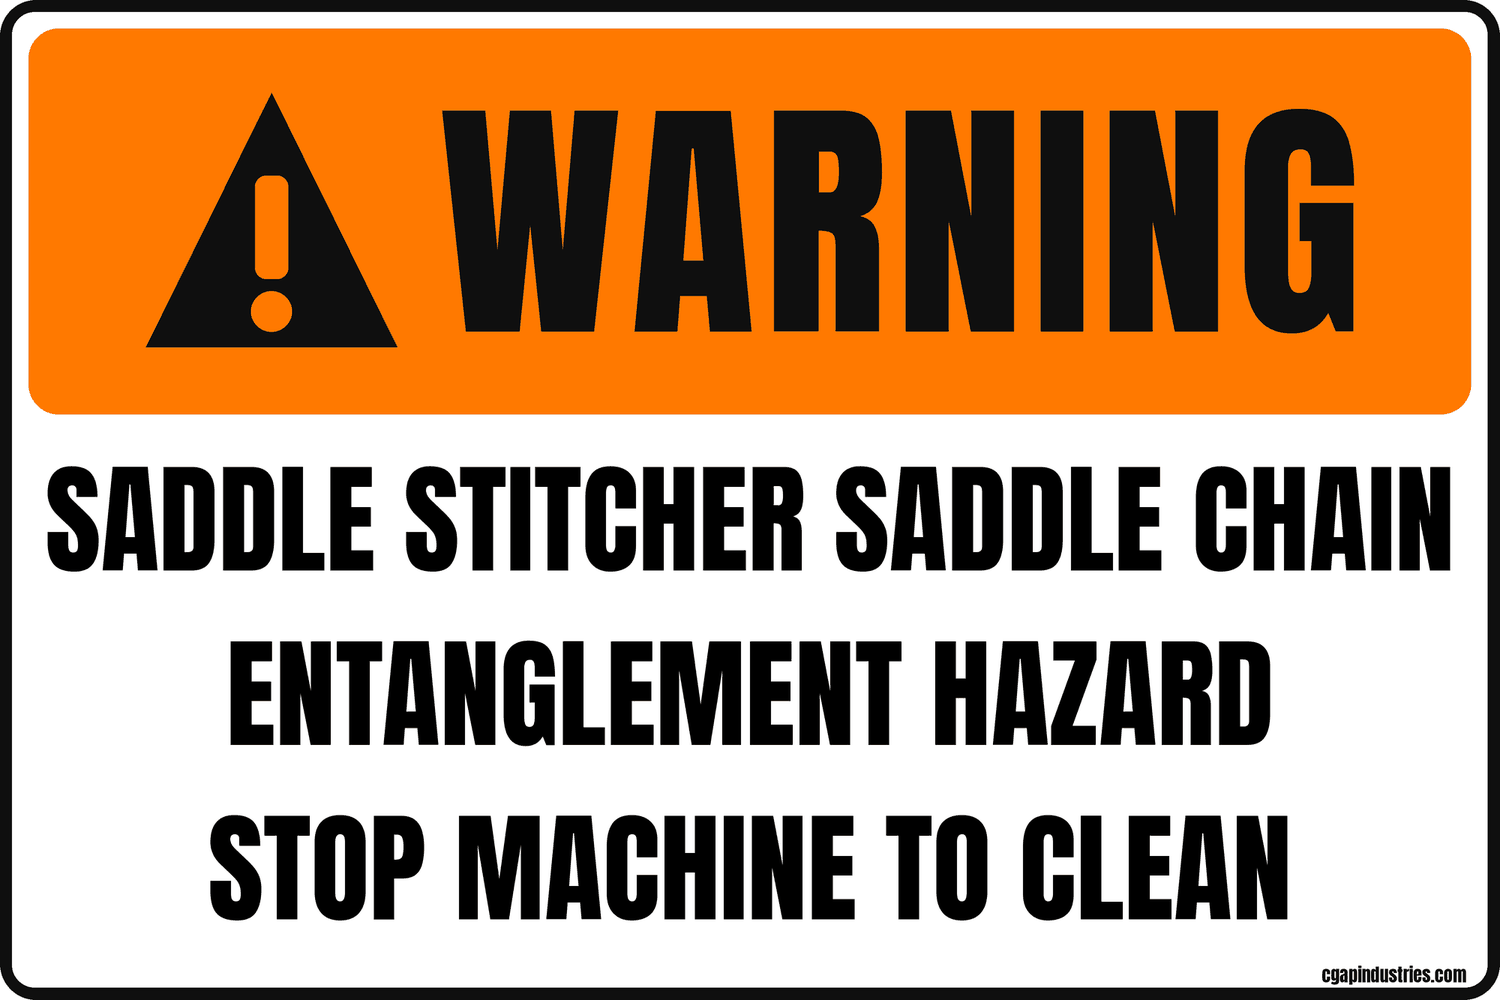 WARNING
SADDLE STITCHER SADDLE CHAIN
ENTANGLEMENT HAZARD
STOP MACHINE TO CLEAN
cgapindustries.com